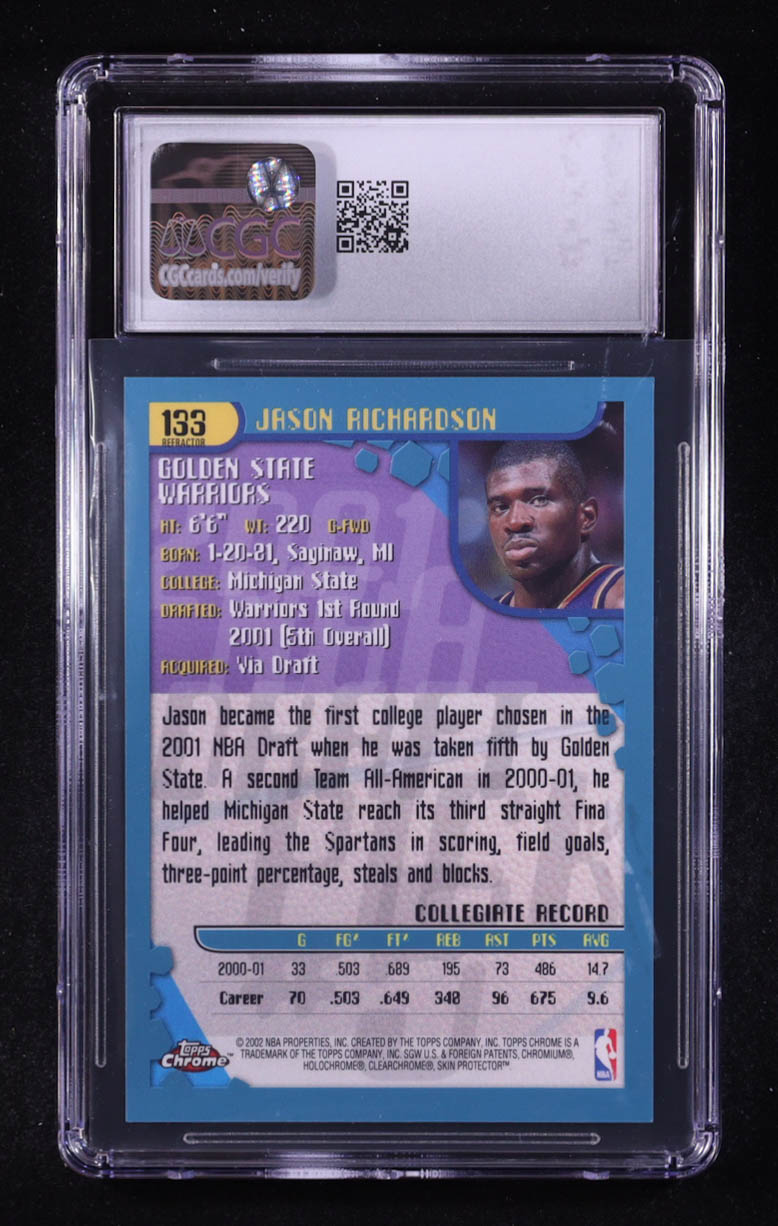 CGC
CGCcards.com/verify
133
REFRACTOR
JASON RICHARDSON
GOLDEN STATE
WARRIORS
HT: 6'6" WT: 220 G-FWD
BORN: 1-20-81, Saginaw, MI
COLLEGE: Michigan State
DRAFTED: Warriors 1st Round
2001 (5th Overall)
ACQUIRED: Via Draft
Jason became the first college player chosen in the
2001 NBA Draft when he was taken fifth by Golden
State. A second Team All-American in 2000-01, he
helped Michigan State reach its third straight Fina
Four, leading the Spartans in scoring, field goals,
three-point percentage, steals and blocks.
COLLEGIATE RECORD
G FG% FT% REB AST PTS AVG
2000-01 33 .503 .689 195 73 486 14.7
Career 70 .503 .649 348 96 675 9.6
© 2002 NBA PROPERTIES, INC. CREATED BY THE TOPPS COMPANY, INC. TOPPS CHROME IS A
TRADEMARK OF THE TOPPS COMPANY, INC. SGW U.S. & FOREIGN PATENTS, CHROMIUM®,
HOLOCHROME®, CLEARCHROME®, SKIN PROTECTOR™
TOPPS
Chrome™
NBA